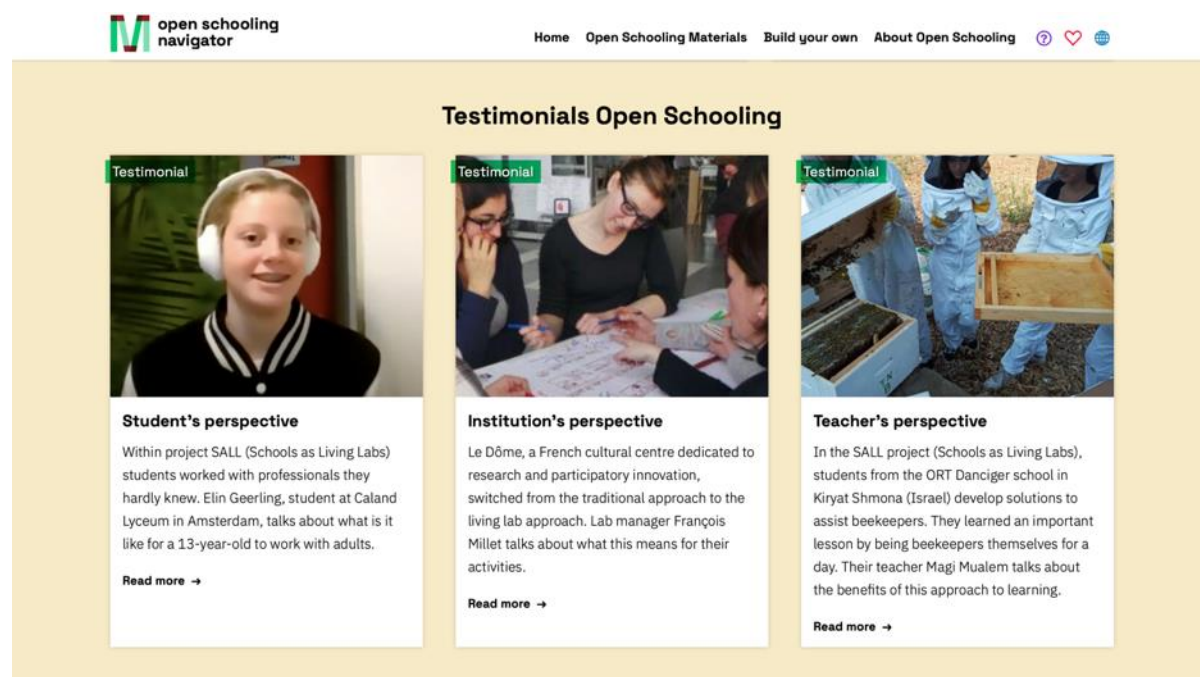 open schooling
navigator
Home Open Schooling Materials Build your own About Open Schooling
Testimonials Open Schooling
Testimonial
Testimonial
Testimonial
Student's perspective
Within project SALL (Schools as Living Labs)
students worked with professionals they
hardly knew. Elin Geerling, student at Caland
Lyceum in Amsterdam, talks about what is it
like for a 13-year-old to work with adults.
Read more →
Institution's perspective
Le Dôme, a French cultural centre dedicated to
research and participatory innovation,
switched from the traditional approach to the
living lab approach. Lab manager François
Millet talks about what this means for their
activities.
Read more →
Teacher's perspective
In the SALL project (Schools as Living Labs),
students from the ORT Danciger school in
Kiryat Shmona (Israel) develop solutions to
assist beekeepers. They learned an important
lesson by being beekeepers themselves for a
day. Their teacher Magi Mualem talks about
the benefits of this approach to learning.
Read more →